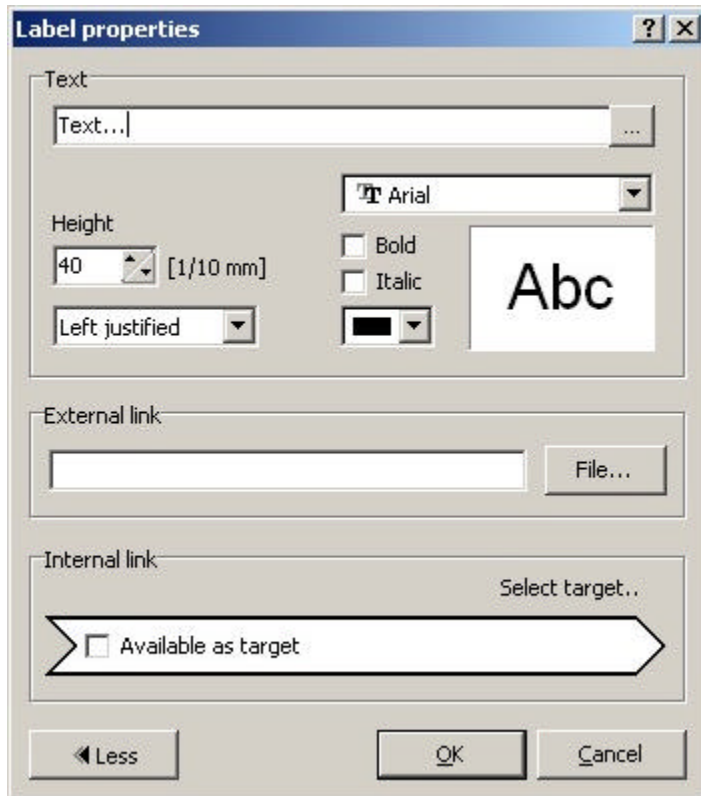 Label properties ? X
Text
Text...
...
Arial
Height
Bold
40 [1/10 mm]
Italic
Abc
Left justified
External link
File...
Internal link
Select target..
Available as target
Less OK Cancel